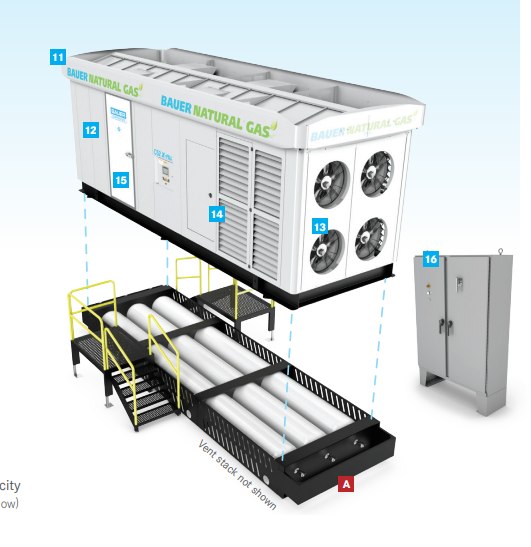 11
BAUER NATURAL GAS
BAUER NATURAL GAS
BAUER NATURAL GAS
12
BAUER
15
14
13
16
Vent stack not shown
A
city
ow)